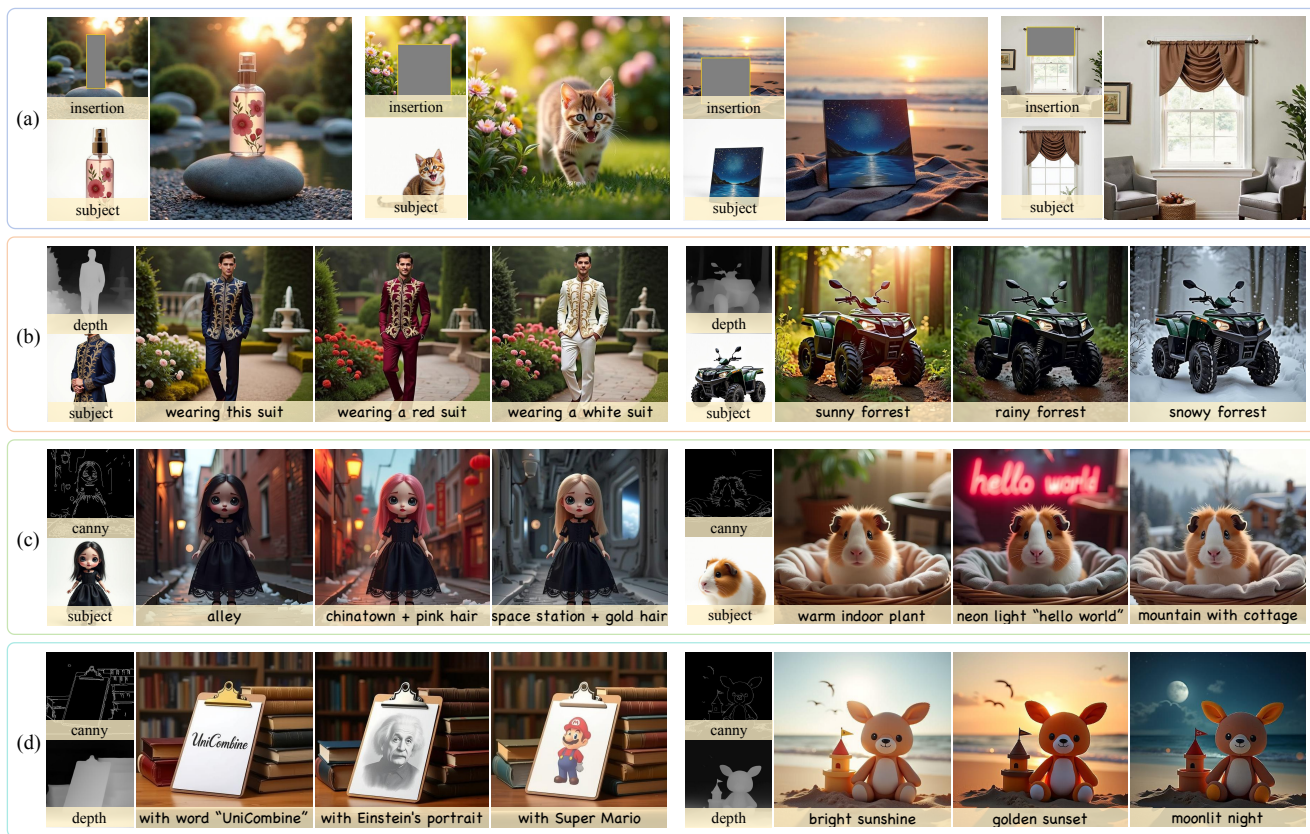 (a)
insertion
subject
insertion
subject
insertion
subject
insertion
subject
(b)
depth
subject
wearing this suit
wearing a red suit
wearing a white suit
depth
subject
sunny forrest
rainy forrest
snowy forrest
(c)
canny
subject
alley
chinatown + pink hair
space station + gold hair
canny
subject
warm indoor plant
hello world
neon light "hello world"
mountain with cottage
(d)
canny
depth
UniCombine
with word "UniCombine"
with Einstein's portrait
with Super Mario
canny
depth
bright sunshine
golden sunset
moonlit night